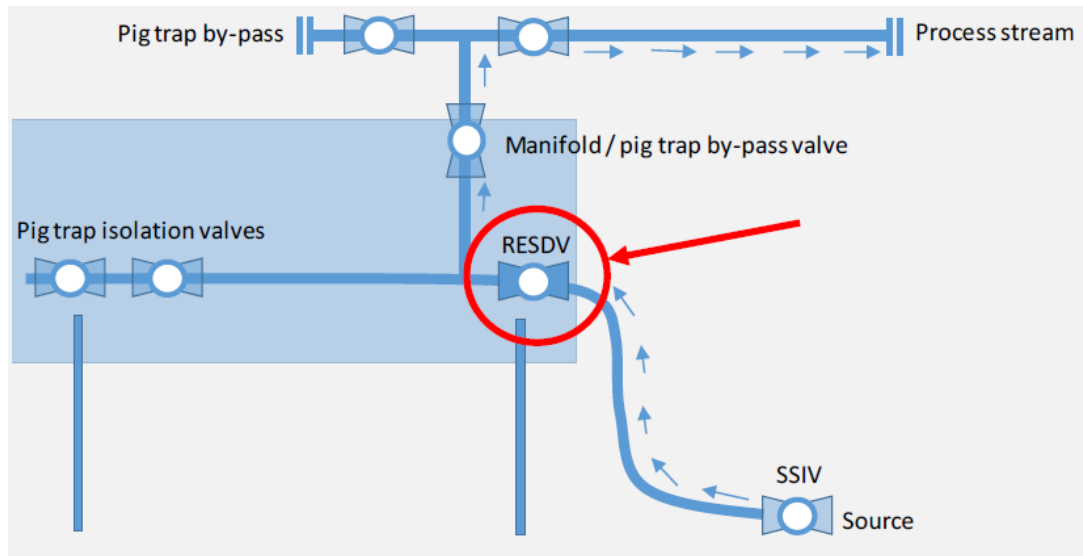 Pig trap by-pass
Process stream
Manifold / pig trap by-pass valve
Pig trap isolation valves
RESDV
SSIV
Source